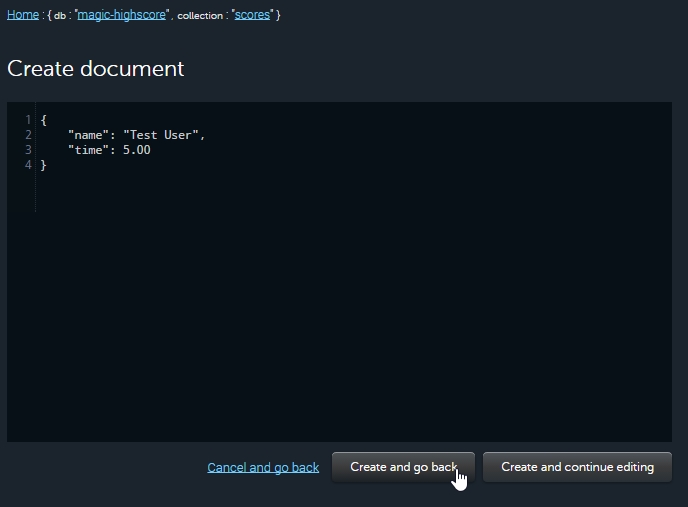 Home : { db : "magic-highscore", collection : "scores" }
Create document
1 {
2 "name": "Test User",
3 "time": 5.00
4 }
Cancel and go back Create and go back Create and continue editing